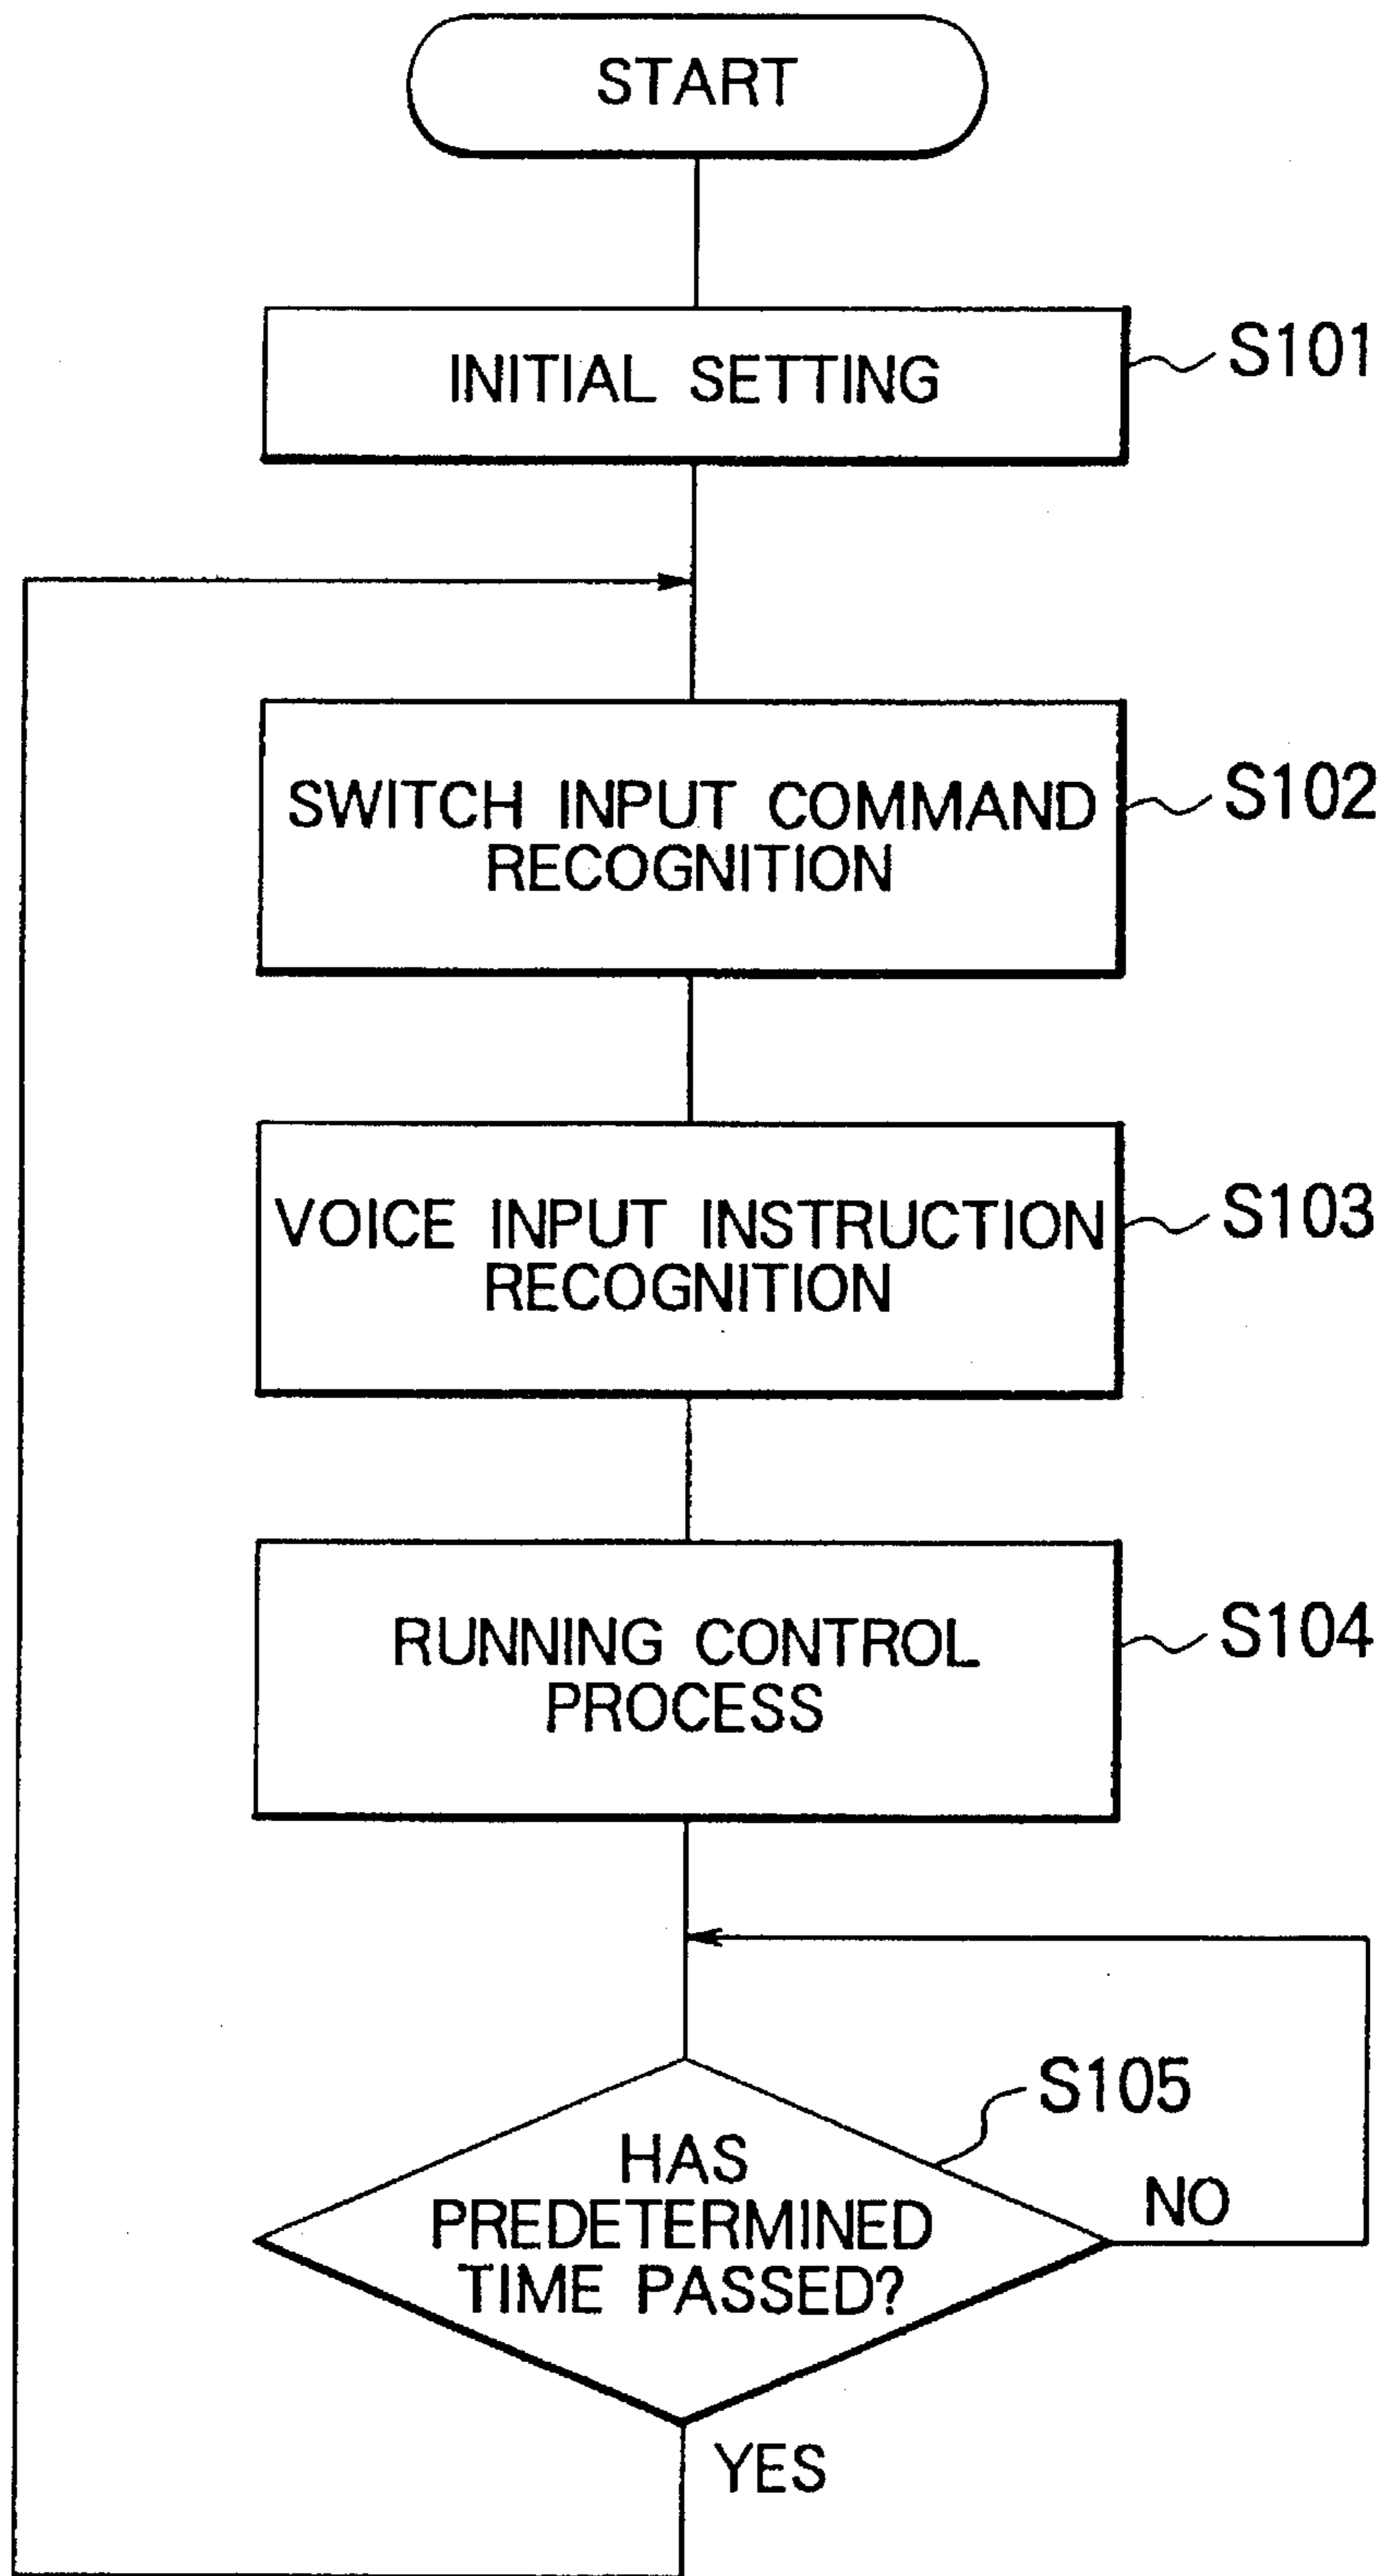 START
INITIAL SETTING
S101
SWITCH INPUT COMMAND
RECOGNITION
S102
VOICE INPUT INSTRUCTION
RECOGNITION
S103
RUNNING CONTROL
PROCESS
S104
S105
HAS
PREDETERMINED
TIME PASSED?
NO
YES